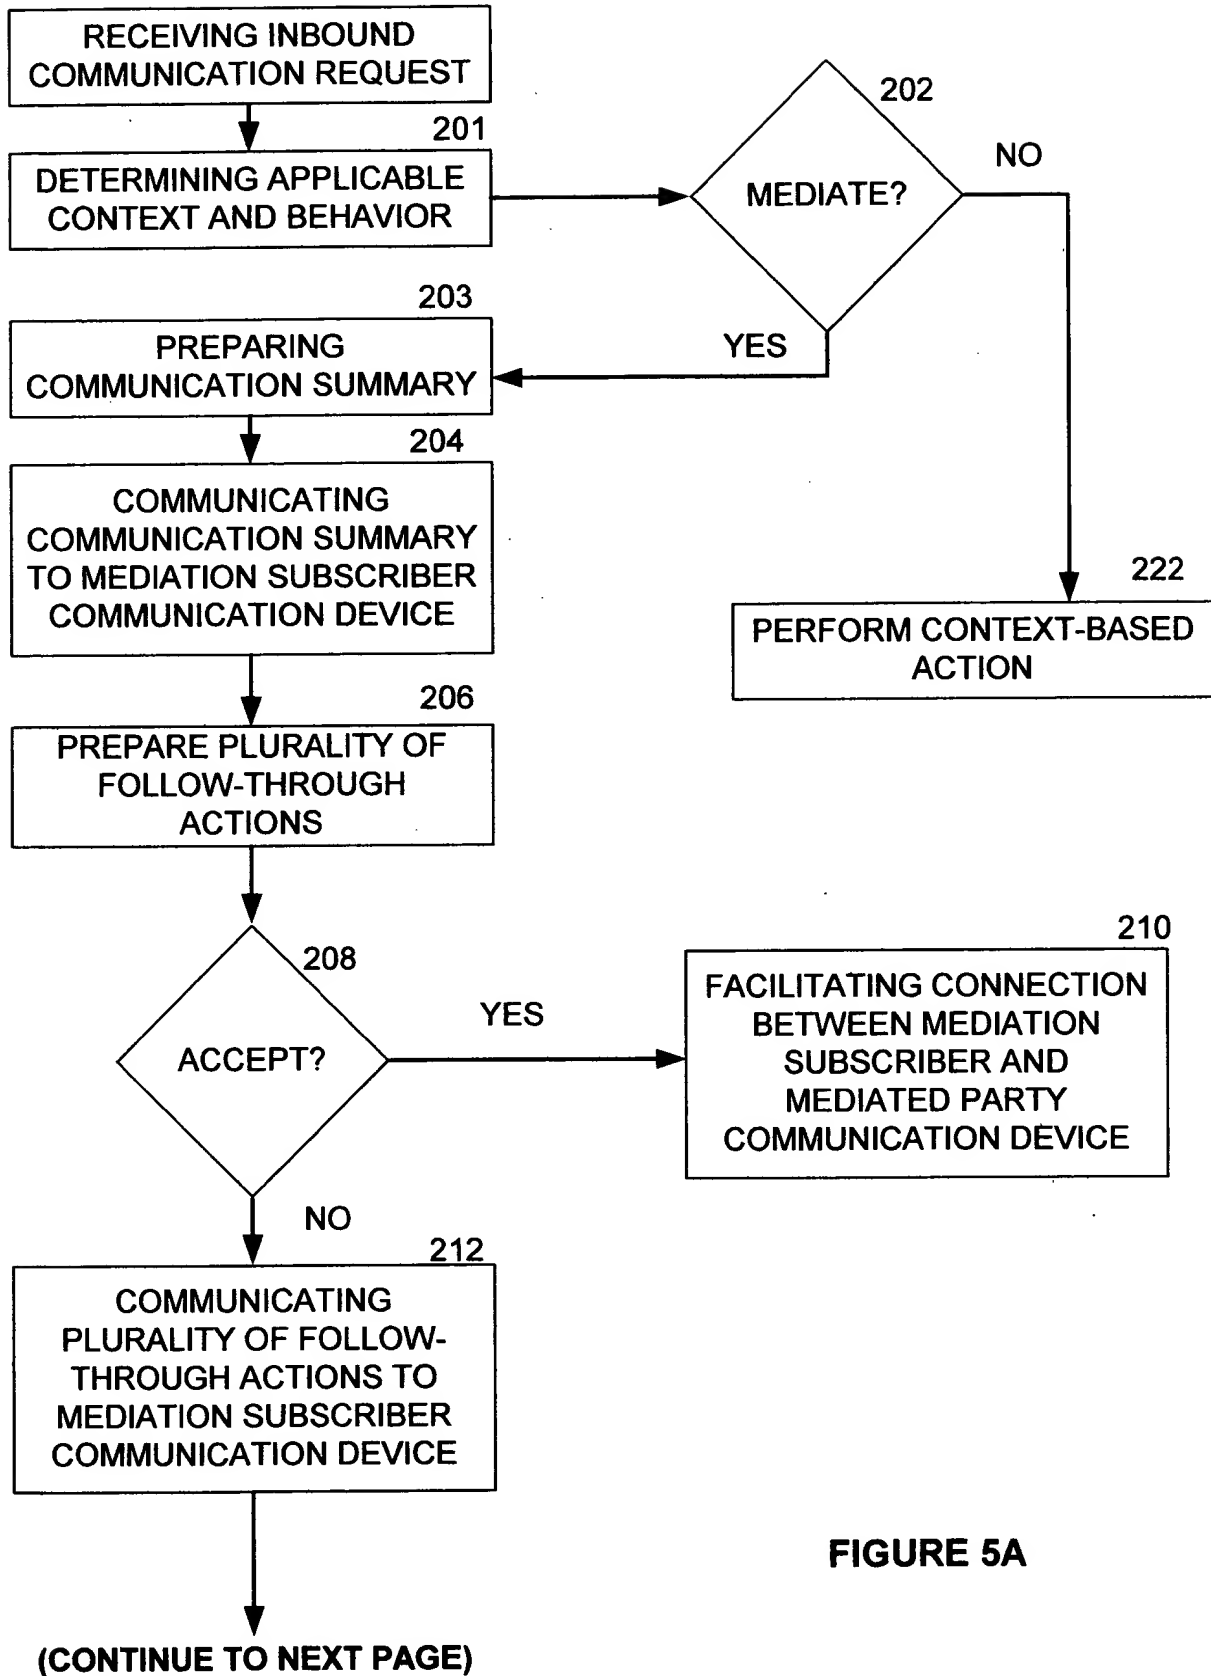 RECEIVING INBOUND
COMMUNICATION REQUEST
201
DETERMINING APPLICABLE
CONTEXT AND BEHAVIOR
202
MEDIATE?
NO
YES
203
PREPARING
COMMUNICATION SUMMARY
204
COMMUNICATING
COMMUNICATION SUMMARY
TO MEDIATION SUBSCRIBER
COMMUNICATION DEVICE
222
PERFORM CONTEXT-BASED
ACTION
206
PREPARE PLURALITY OF
FOLLOW-THROUGH
ACTIONS
208
ACCEPT?
YES
210
FACILITATING CONNECTION
BETWEEN MEDIATION
SUBSCRIBER AND
MEDIATED PARTY
COMMUNICATION DEVICE
NO
212
COMMUNICATING
PLURALITY OF FOLLOW-
THROUGH ACTIONS TO
MEDIATION SUBSCRIBER
COMMUNICATION DEVICE
FIGURE 5A
(CONTINUE TO NEXT PAGE)